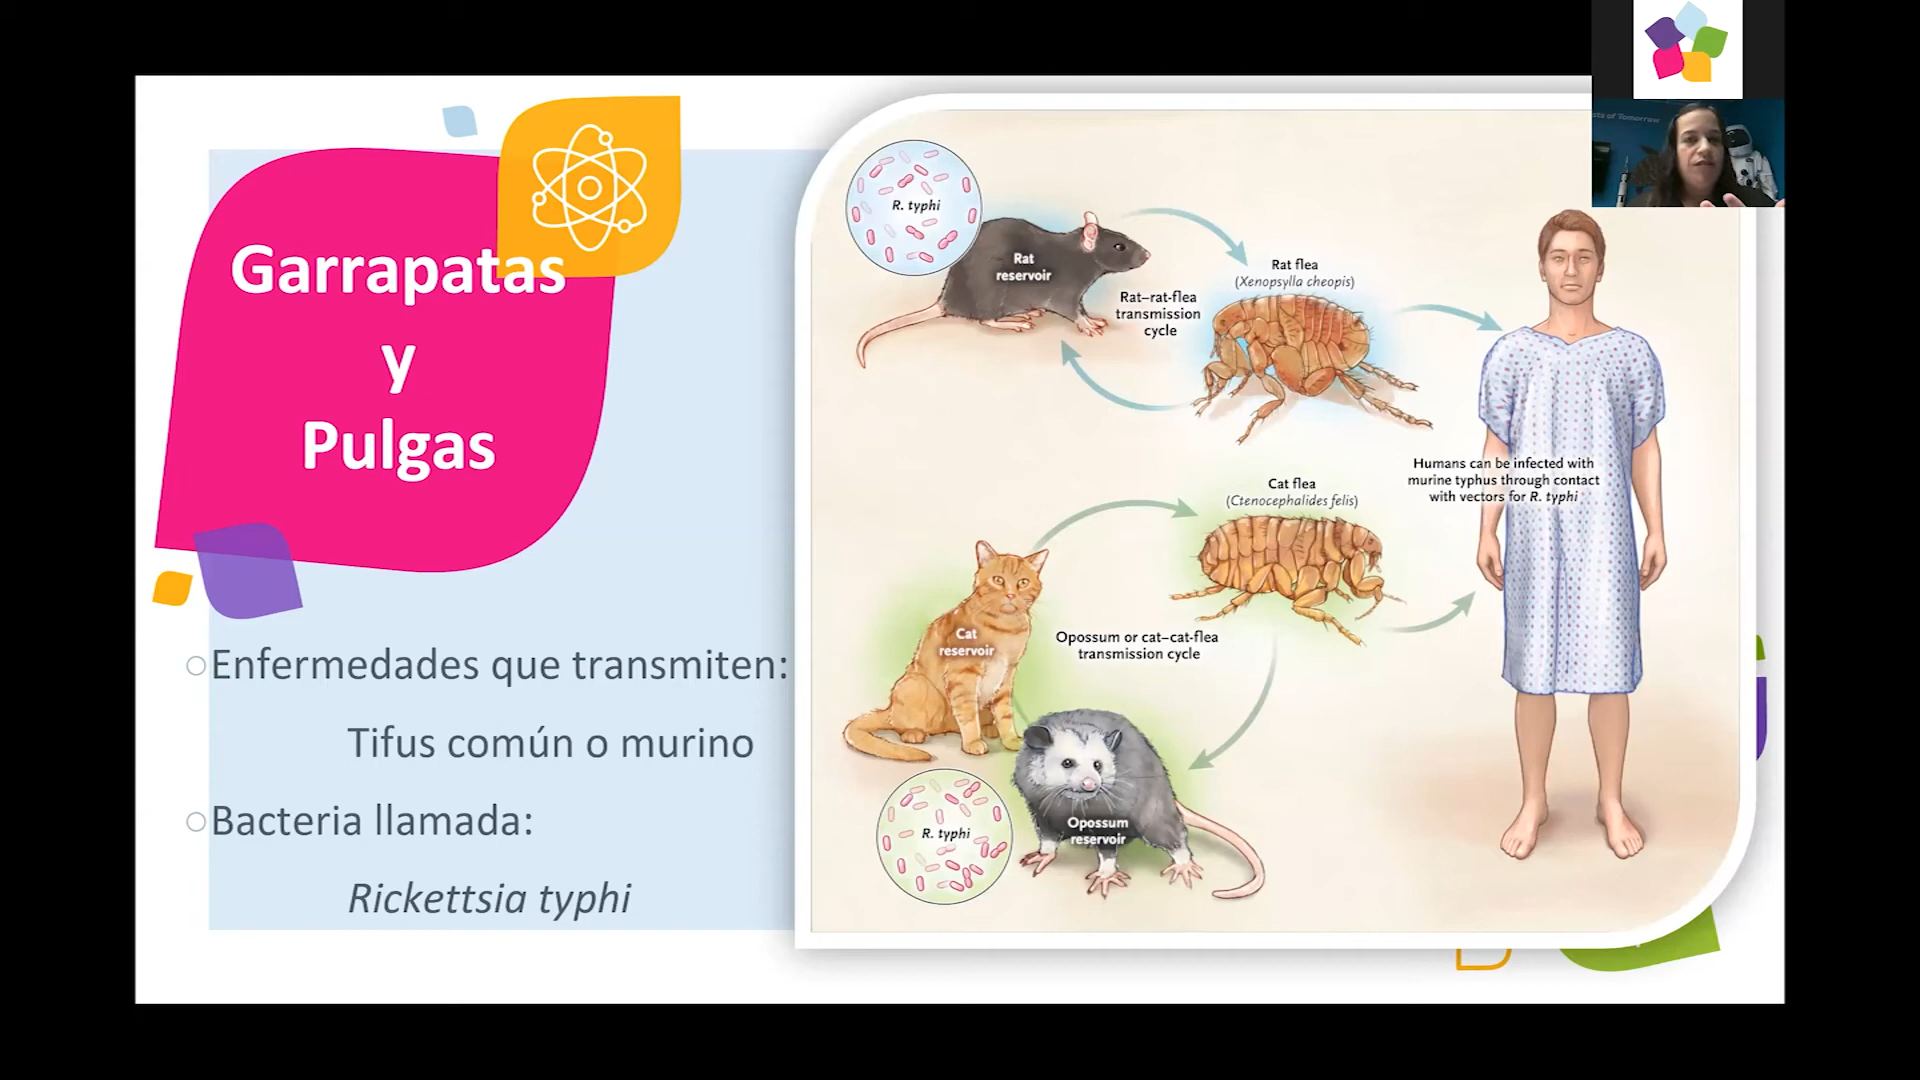 Garrapatas
y
Pulgas
Enfermedades que transmiten:
Tifus común o murino
Bacteria llamada:
Rickettsia typhi
R. typhi
Rat
reservoir
Rat–rat-flea
transmission
cycle
Rat flea
(Xenopsylla cheopis)
Humans can be infected with
murine typhus through contact
with vectors for R. typhi
Cat flea
(Ctenocephalides felis)
Cat
reservoir
Opossum or cat–cat-flea
transmission cycle
Opossum
reservoir
R. typhi
of Tomorrow